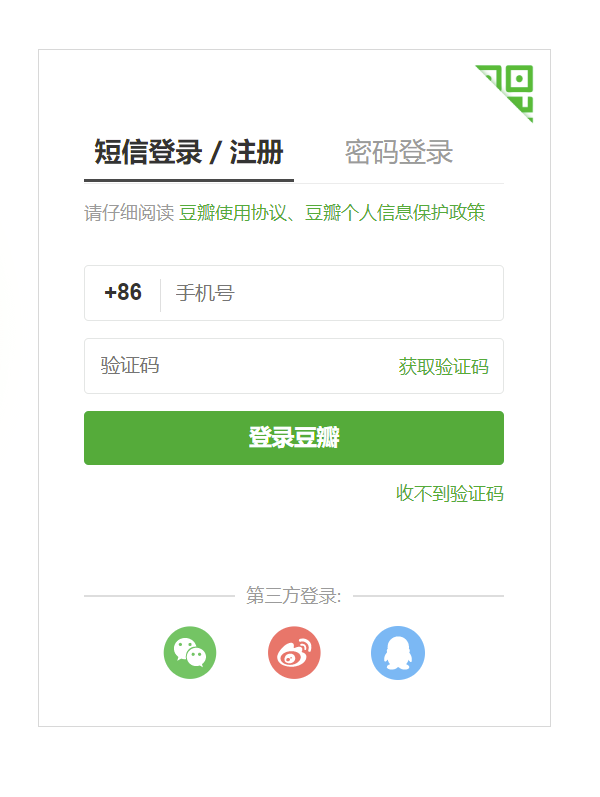 短信登录 / 注册 密码登录
请仔细阅读 豆瓣使用协议、豆瓣个人信息保护政策
+86 手机号
验证码 获取验证码
登录豆瓣
收不到验证码
第三方登录: